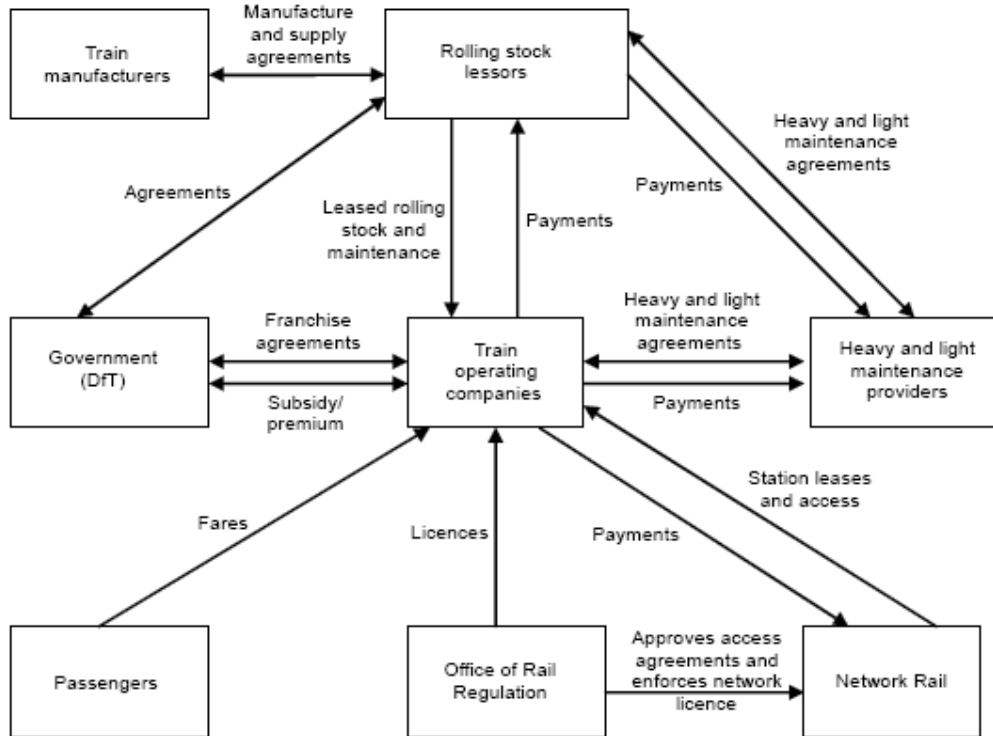 Manufacture
and supply
agreements
Train
manufacturers
Rolling stock
lessors
Heavy and light
maintenance
agreements
Payments
Agreements
Leased rolling
stock and
maintenance
Payments
Government
(DfT)
Franchise
agreements
Subsidy/
premium
Train
operating
companies
Heavy and light
maintenance
agreements
Payments
Heavy and light
maintenance
providers
Station leases
and access
Fares
Licences
Payments
Passengers
Office of Rail
Regulation
Approves access
agreements and
enforces network
licence
Network Rail